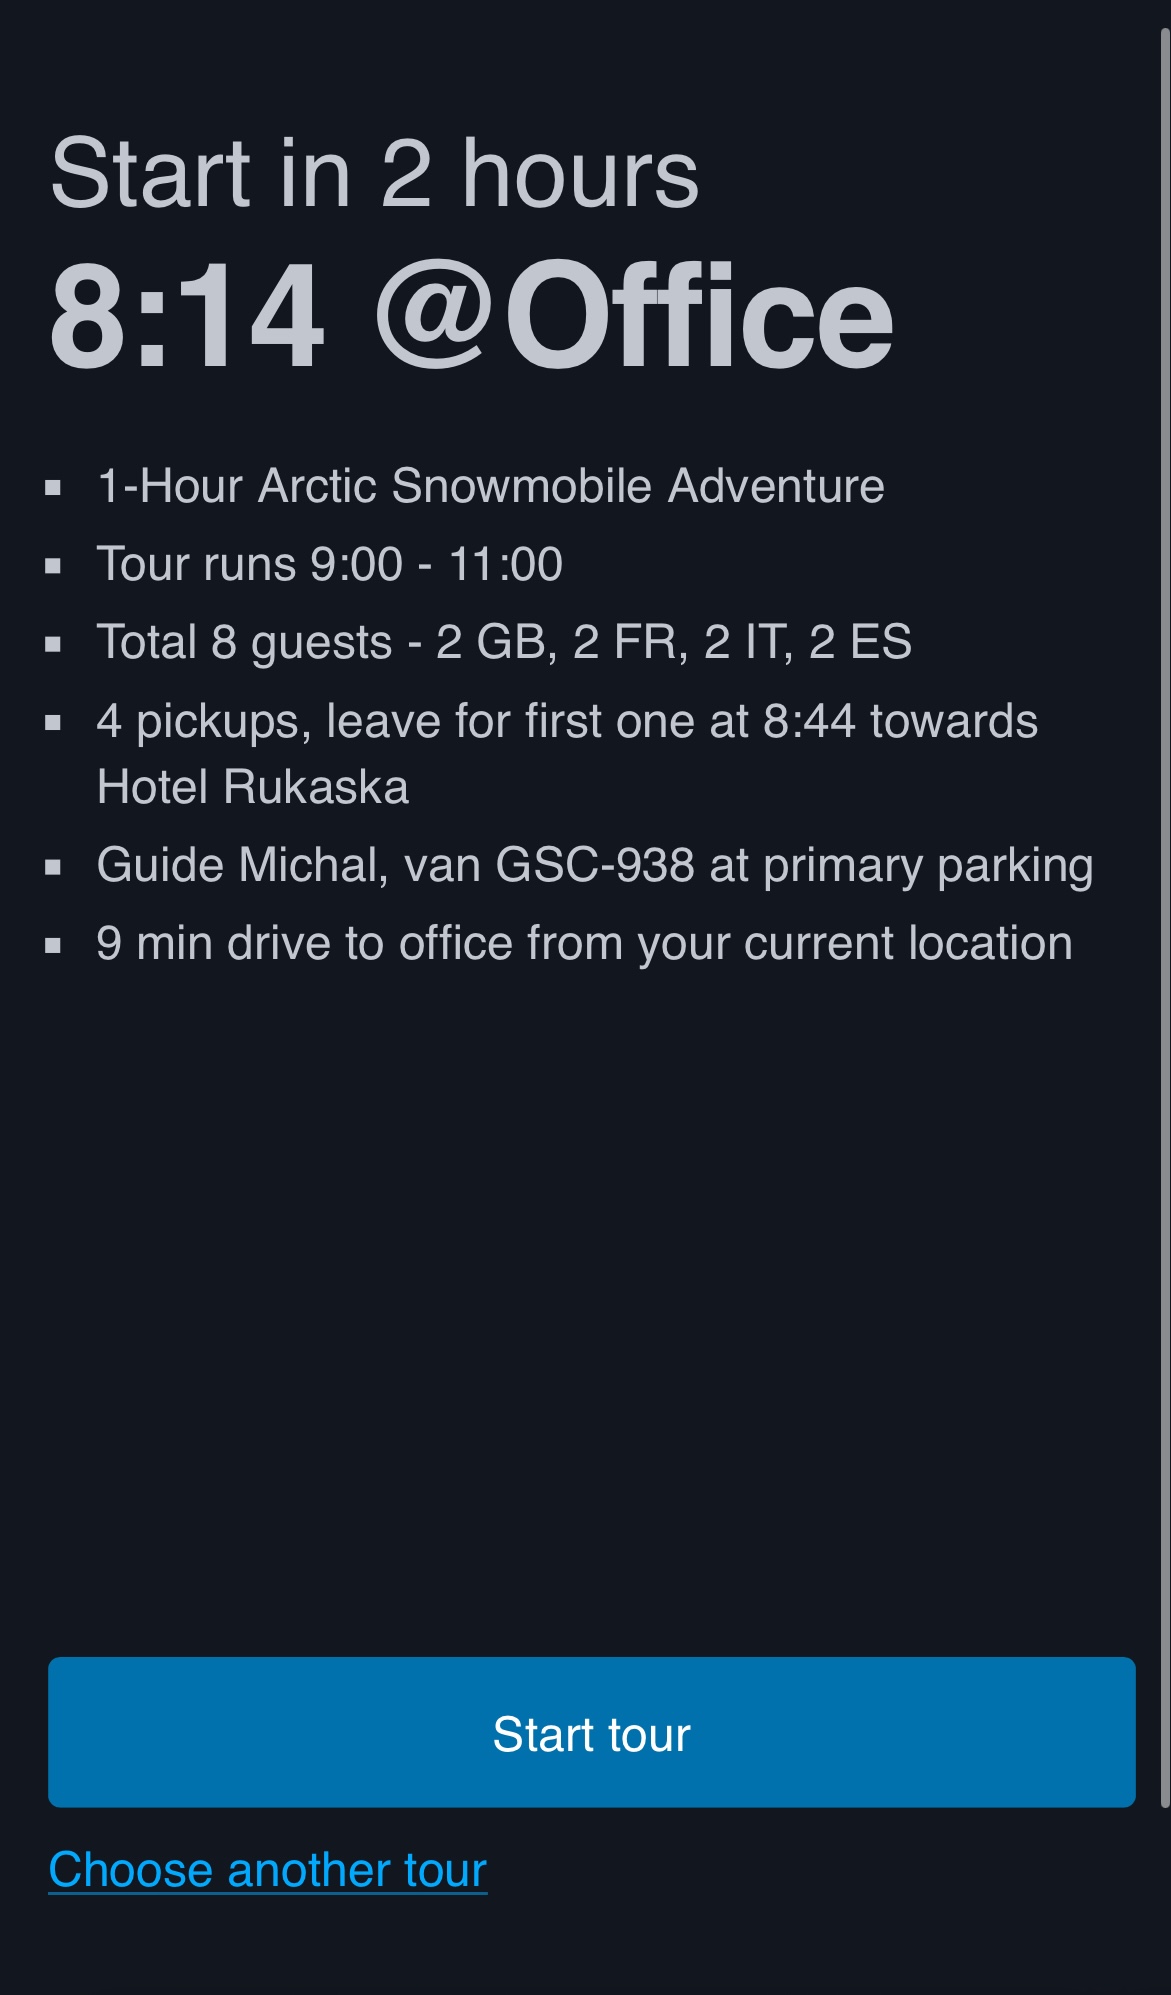 Start in 2 hours
8:14 @Office
▪ 1-Hour Arctic Snowmobile Adventure
▪ Tour runs 9:00 - 11:00
▪ Total 8 guests - 2 GB, 2 FR, 2 IT, 2 ES
▪ 4 pickups, leave for first one at 8:44 towards
Hotel Rukaska
▪ Guide Michal, van GSC-938 at primary parking
▪ 9 min drive to office from your current location
Start tour
Choose another tour